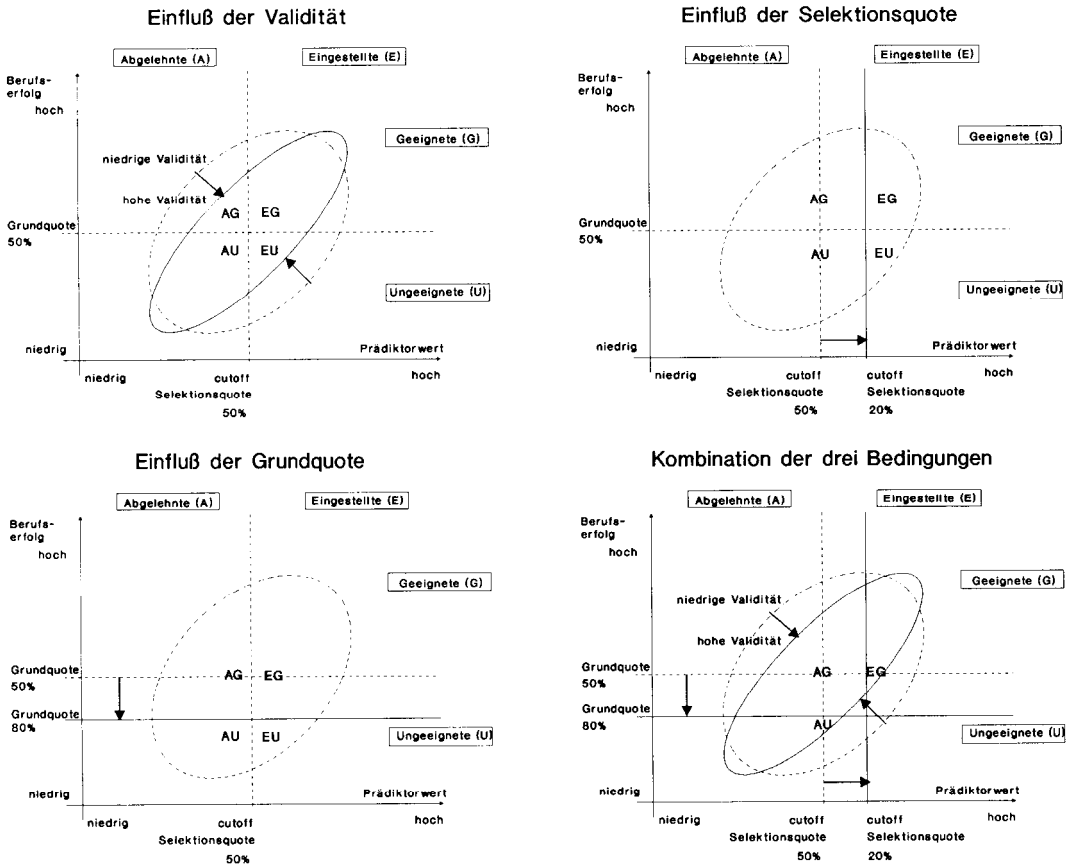 Einfluß der Validität
Abgelehnte (A)
Eingestellte (E)
Berufs-
erfolg
hoch
Geeignete (G)
niedrige Validität
hohe Validität
AG
EG
Grundquote
50%
AU
EU
Ungeeignete (U)
niedrig
Prädiktorwert
niedrig
cutoff
hoch
Selektionsquote
50%
Einfluß der Selektionsquote
Abgelehnte (A)
Eingestellte (E)
Berufs-
erfolg
hoch
Geeignete (G)
AG
EG
Grundquote
50%
AU
EU
Ungeeignete (U)
niedrig
Prädiktorwert
niedrig
cutoff
cutoff
hoch
Selektionsquote
Selektionsquote
50%
20%
Einfluß der Grundquote
Abgelehnte (A)
Eingestellte (E)
Berufs-
erfolg
hoch
Geeignete (G)
Grundquote
50%
AG
EG
Grundquote
80%
AU
EU
Ungeeignete (U)
niedrig
Prädiktorwert
niedrig
cutoff
hoch
Selektionsquote
50%
Kombination der drei Bedingungen
Abgelehnte (A)
Eingestellte (E)
Berufs-
erfolg
hoch
Geeignete (G)
niedrige Validität
hohe Validität
Grundquote
50%
AG
EG
Grundquote
80%
AU
Ungeeignete (U)
niedrig
Prädiktorwert
niedrig
cutoff
cutoff
hoch
Selektionsquote
Selektionsquote
50%
20%